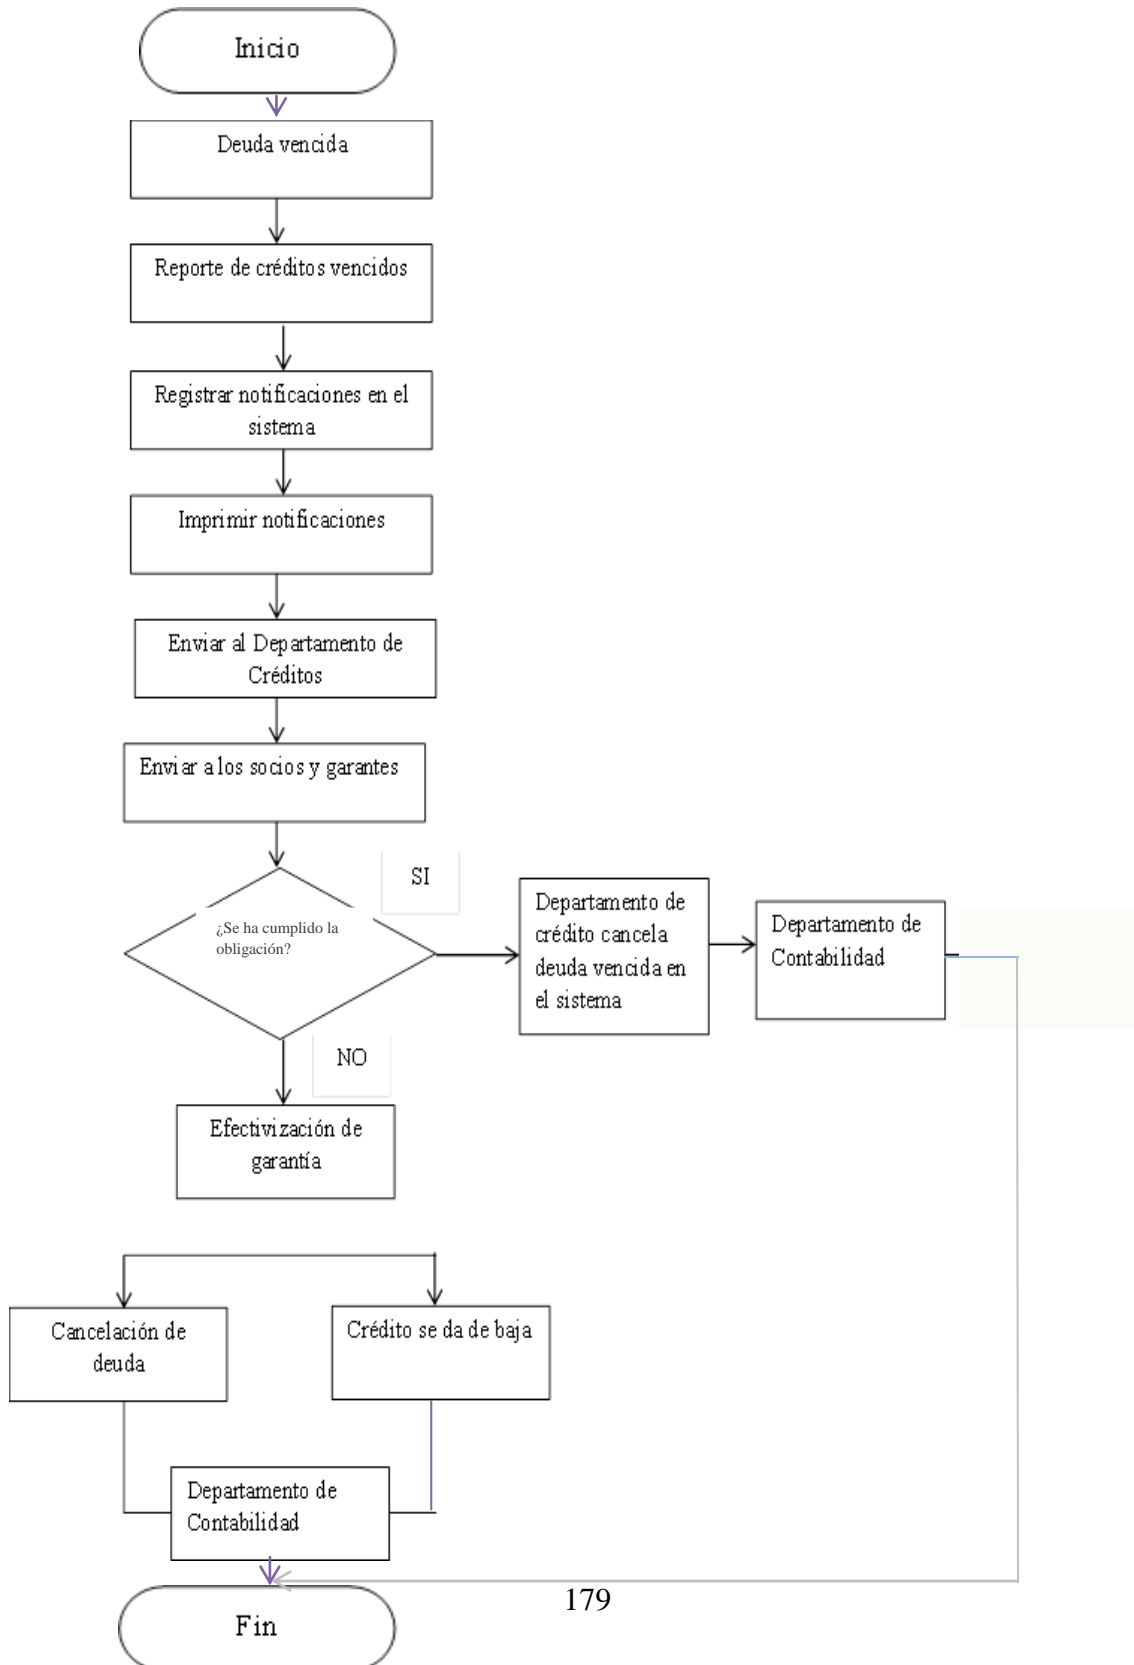 Inicio
Deuda vencida
Reporte de créditos vencidos
Registrar notificaciones en el
sistema
Imprimir notificaciones
Enviar al Departamento de
Créditos
Enviar a los socios y garantes
¿Se ha cumplido la
obligación?
SI
Departamento de
crédito cancela
deuda vencida en
el sistema
Departamento de
Contabilidad
NO
Efectivización de
garantía
Cancelación de
deuda
Crédito se da de baja
Departamento de
Contabilidad
Fin
179